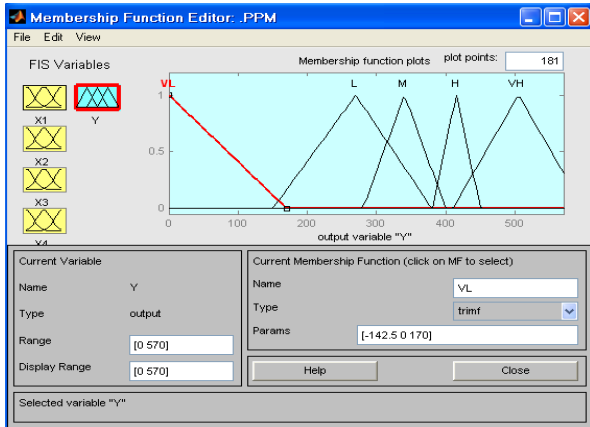 Membership Function Editor: .PPM
File Edit View
FIS Variables
Membership function plots plot points: 181
X1
Y
X2
X3
X4
VL L M H VH
1
0.5
0
0 100 200 300 400 500
output variable "Y"
Current Variable
Name Y
Type output
Range [0 570]
Display Range [0 570]
Current Membership Function (click on MF to select)
Name VL
Type trimf
Params [-142.5 0 170]
Help Close
Selected variable "Y"